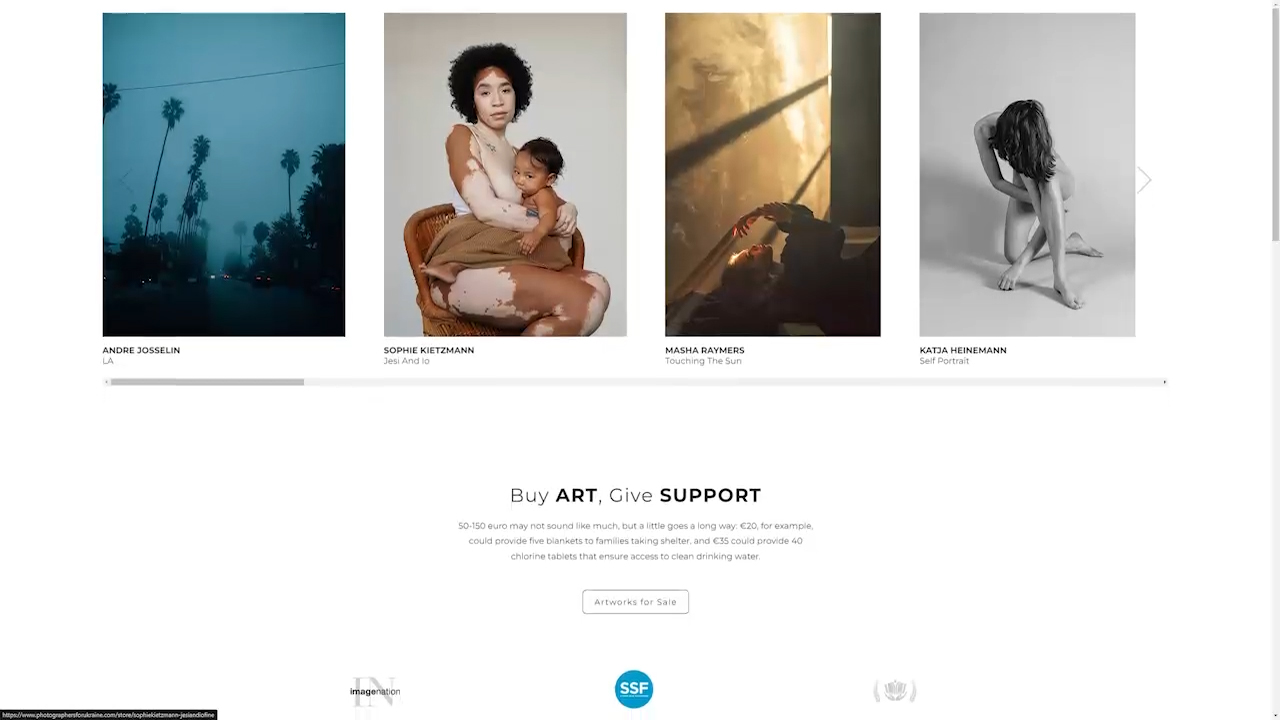 ANDRE JOSSELIN
LA
SOPHIE KIETZMANN
Jesi And Io
MASHA RAYMERS
Touching The Sun
KATJA HEINEMANN
Self Portrait
Buy ART, Give SUPPORT
50-150 euro may not sound like much, but a little goes a long way: €20, for example,
could provide five blankets to families taking shelter, and €35 could provide 40
chlorine tablets that ensure access to clean drinking water.
Artworks for Sale
IN
imagenation
SSF
https://www.photographersforukraine.com/store/sophiekietzmann-jesiandiofine